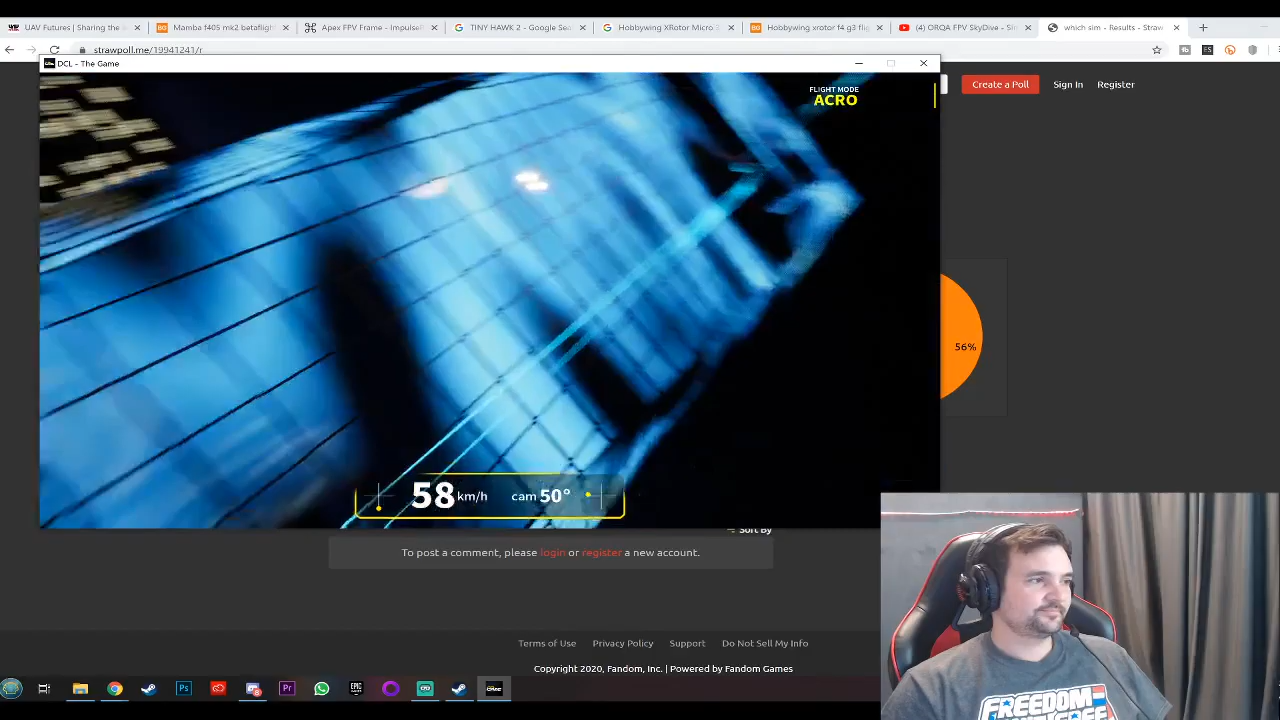 UAV Futures | Sharing the
Mamba f405 mk2 betaflight
Apex FPV Frame - ImpulseR
TINY HAWK 2 - Google Se
Hobbywing XRotor Micro
Hobbywing xrotor f4 g3 flig
(4) ORQA FPV SkyDive - Sim
which sim - Results - Straw
strawpoll.me/19941241/r
DCL - The Game
Create a Poll
Sign In
Register
FLIGHT MODE
ACRO
56%
58 km/h cam 50°
Sort By
To post a comment, please login or register a new account.
Terms of Use Privacy Policy Support Do Not Sell My Info
Copyright 2020, Fandom, Inc. | Powered by Fandom Games
FREEDOM